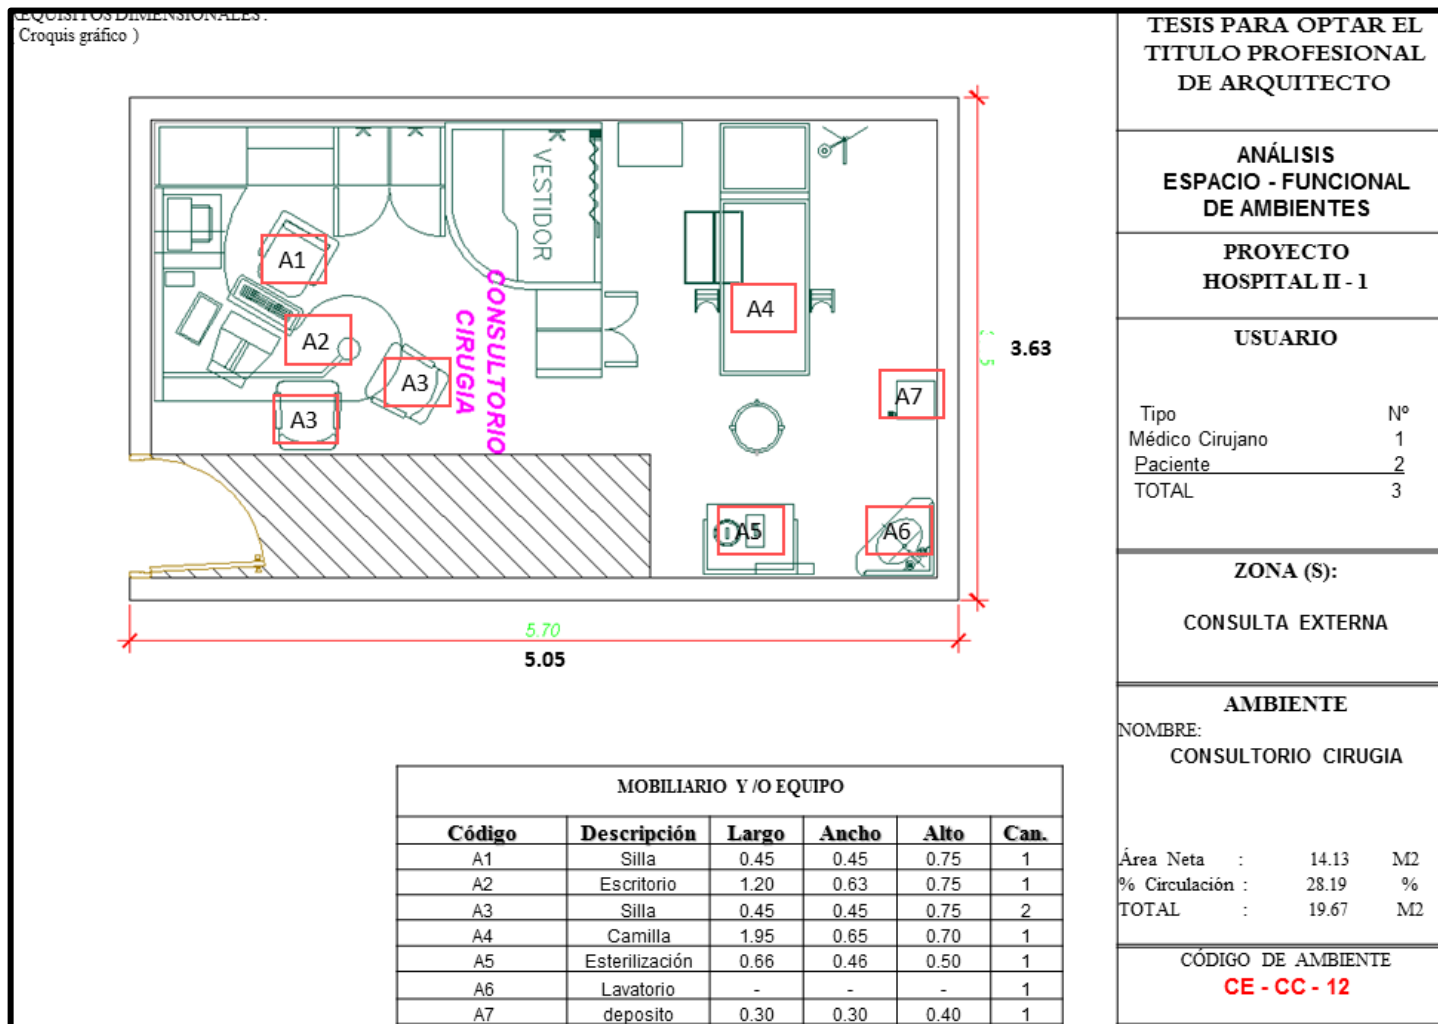 REQUISITOS DIMENSIONALES :
Croquis gráfico )
A1
A2
A3
A3
A4
A5
A6
A7
VESTIDOR
CONSULTORIO
CIRUGIA
3.63
5.70
5.05
MOBILIARIO Y /O EQUIPO
Código Descripción Largo Ancho Alto Can.
A1 Silla 0.45 0.45 0.75 1
A2 Escritorio 1.20 0.63 0.75 1
A3 Silla 0.45 0.45 0.75 2
A4 Camilla 1.95 0.65 0.70 1
A5 Esterilización 0.66 0.46 0.50 1
A6 Lavatorio - - - 1
A7 deposito 0.30 0.30 0.40 1
TESIS PARA OPTAR EL
TITULO PROFESIONAL
DE ARQUITECTO
ANÁLISIS
ESPACIO - FUNCIONAL
DE AMBIENTES
PROYECTO
HOSPITAL II - 1
USUARIO
Tipo Nº
Médico Cirujano 1
Paciente 2
TOTAL 3
ZONA (S):
CONSULTA EXTERNA
AMBIENTE
NOMBRE:
CONSULTORIO CIRUGIA
Área Neta : 14.13 M2
% Circulación : 28.19 %
TOTAL : 19.67 M2
CÓDIGO DE AMBIENTE
CE - CC - 12